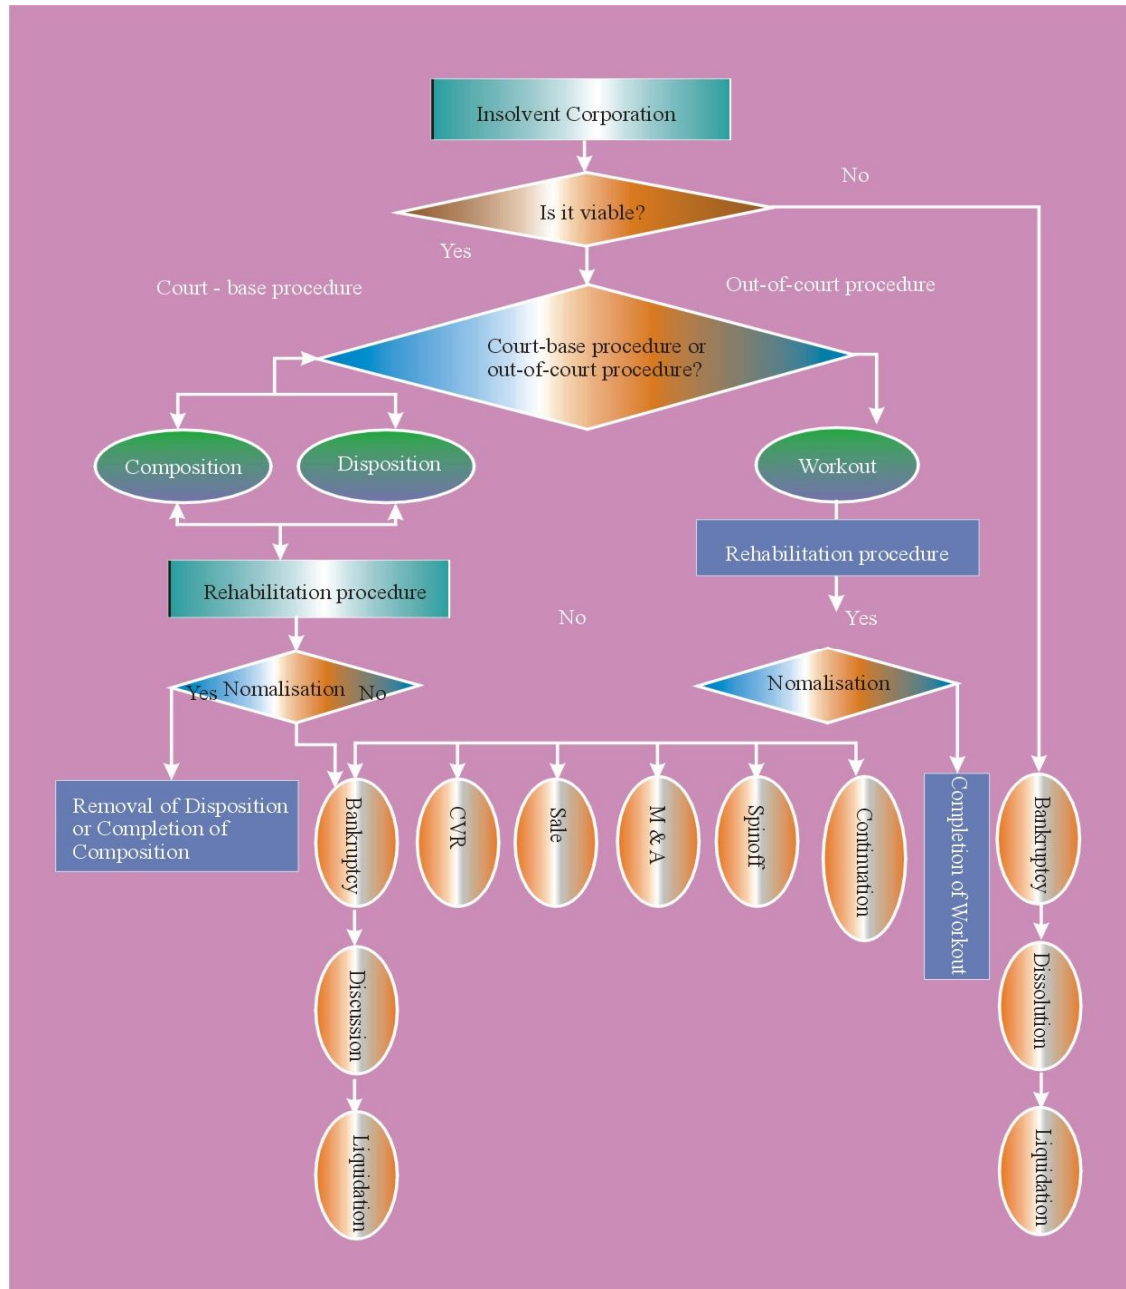 Insolvent Corporation
No
Is it viable?
Yes
Court - base procedure
Out-of-court procedure
Court-base procedure or
out-of-court procedure?
Composition
Disposition
Workout
Rehabilitation procedure
Rehabilitation procedure
No
Yes
Yes
Nomalisation
No
Nomalisation
Removal of Disposition
or Completion of
Composition
Bankruptcy
CVR
Sale
M & A
Spinoff
Continuation
Completion of Workout
Bankruptcy
Discussion
Dissolution
Liquidation
Liquidation